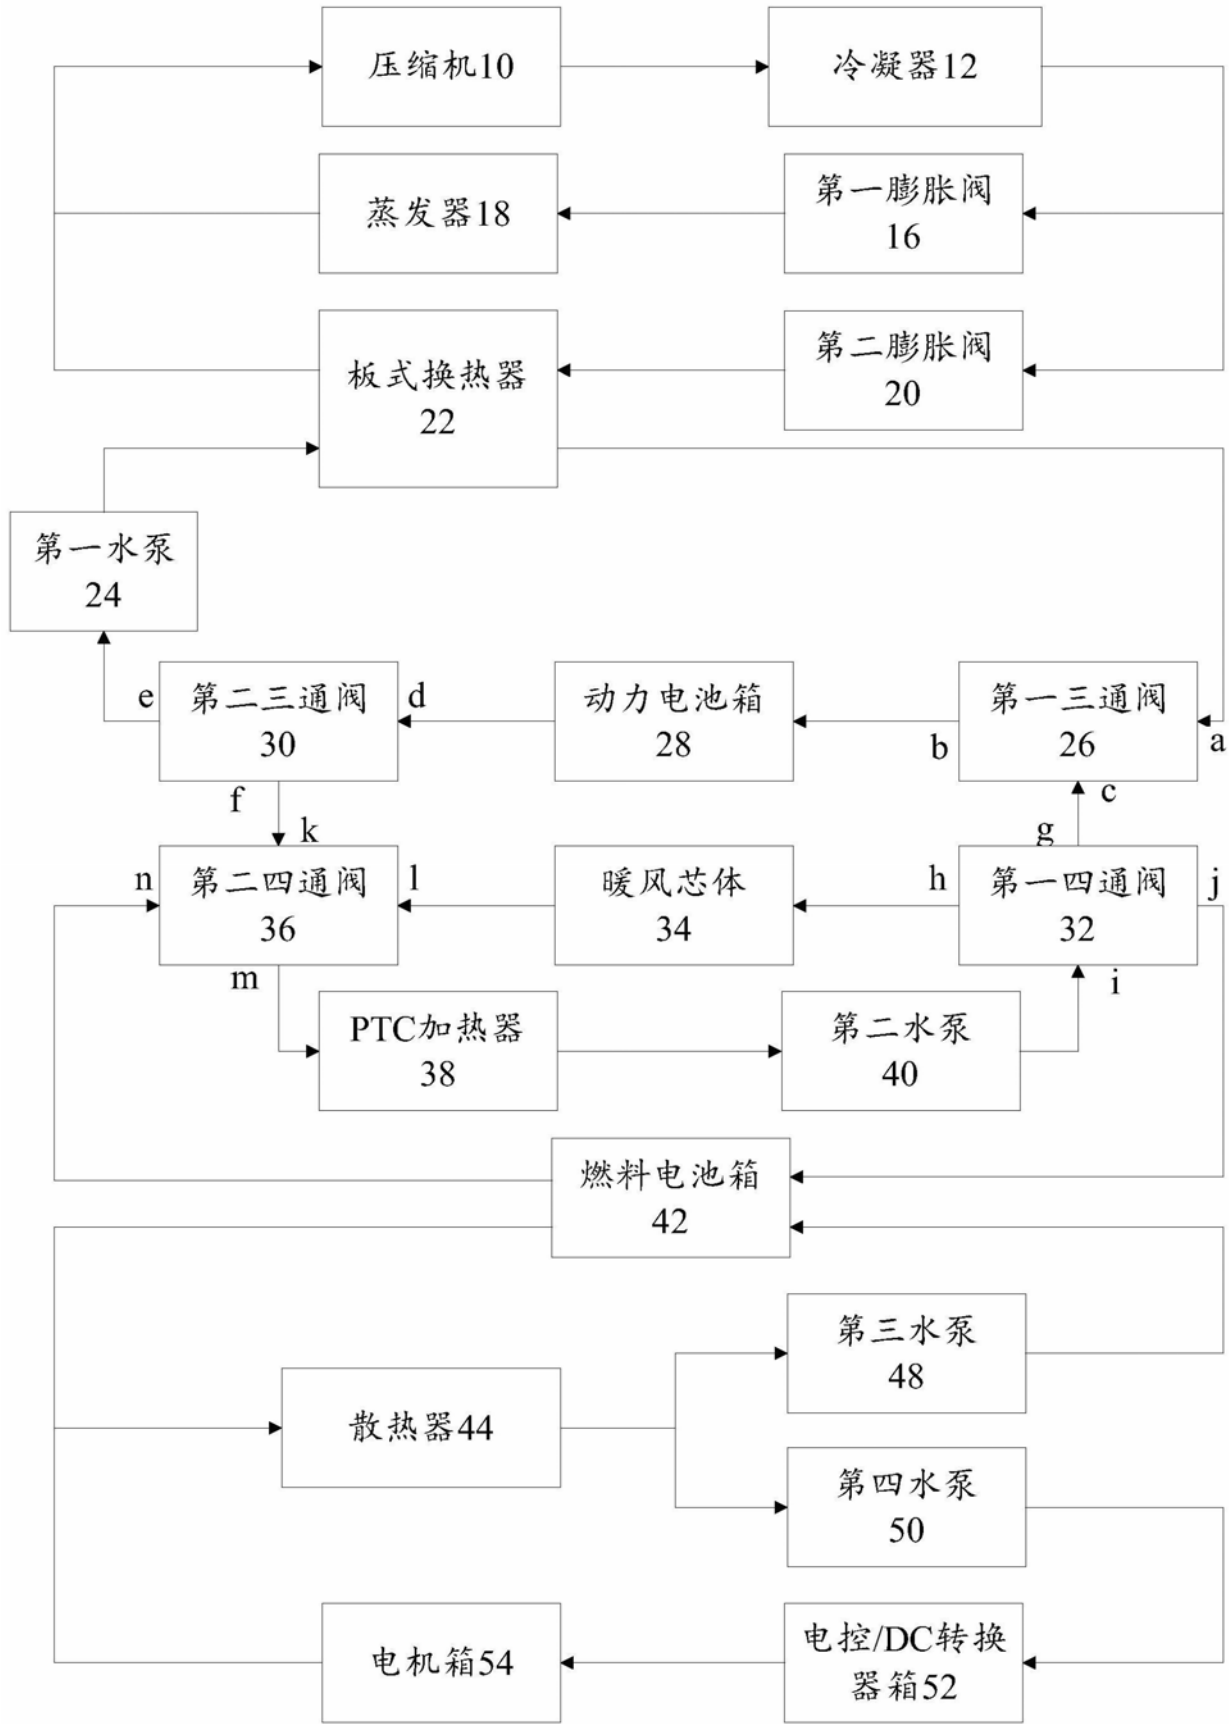 压缩机10
冷凝器12
蒸发器18
第一膨胀阀
16
板式换热器
22
第二膨胀阀
20
第一水泵
24
e
第二三通阀
30
d
动力电池箱
28
b
第一三通阀
26
a
f
k
g
c
n
第二四通阀
36
l
暖风芯体
34
h
第一四通阀
32
j
m
i
PTC加热器
38
第二水泵
40
燃料电池箱
42
第三水泵
48
散热器44
第四水泵
50
电机箱54
电控/DC转换
器箱52